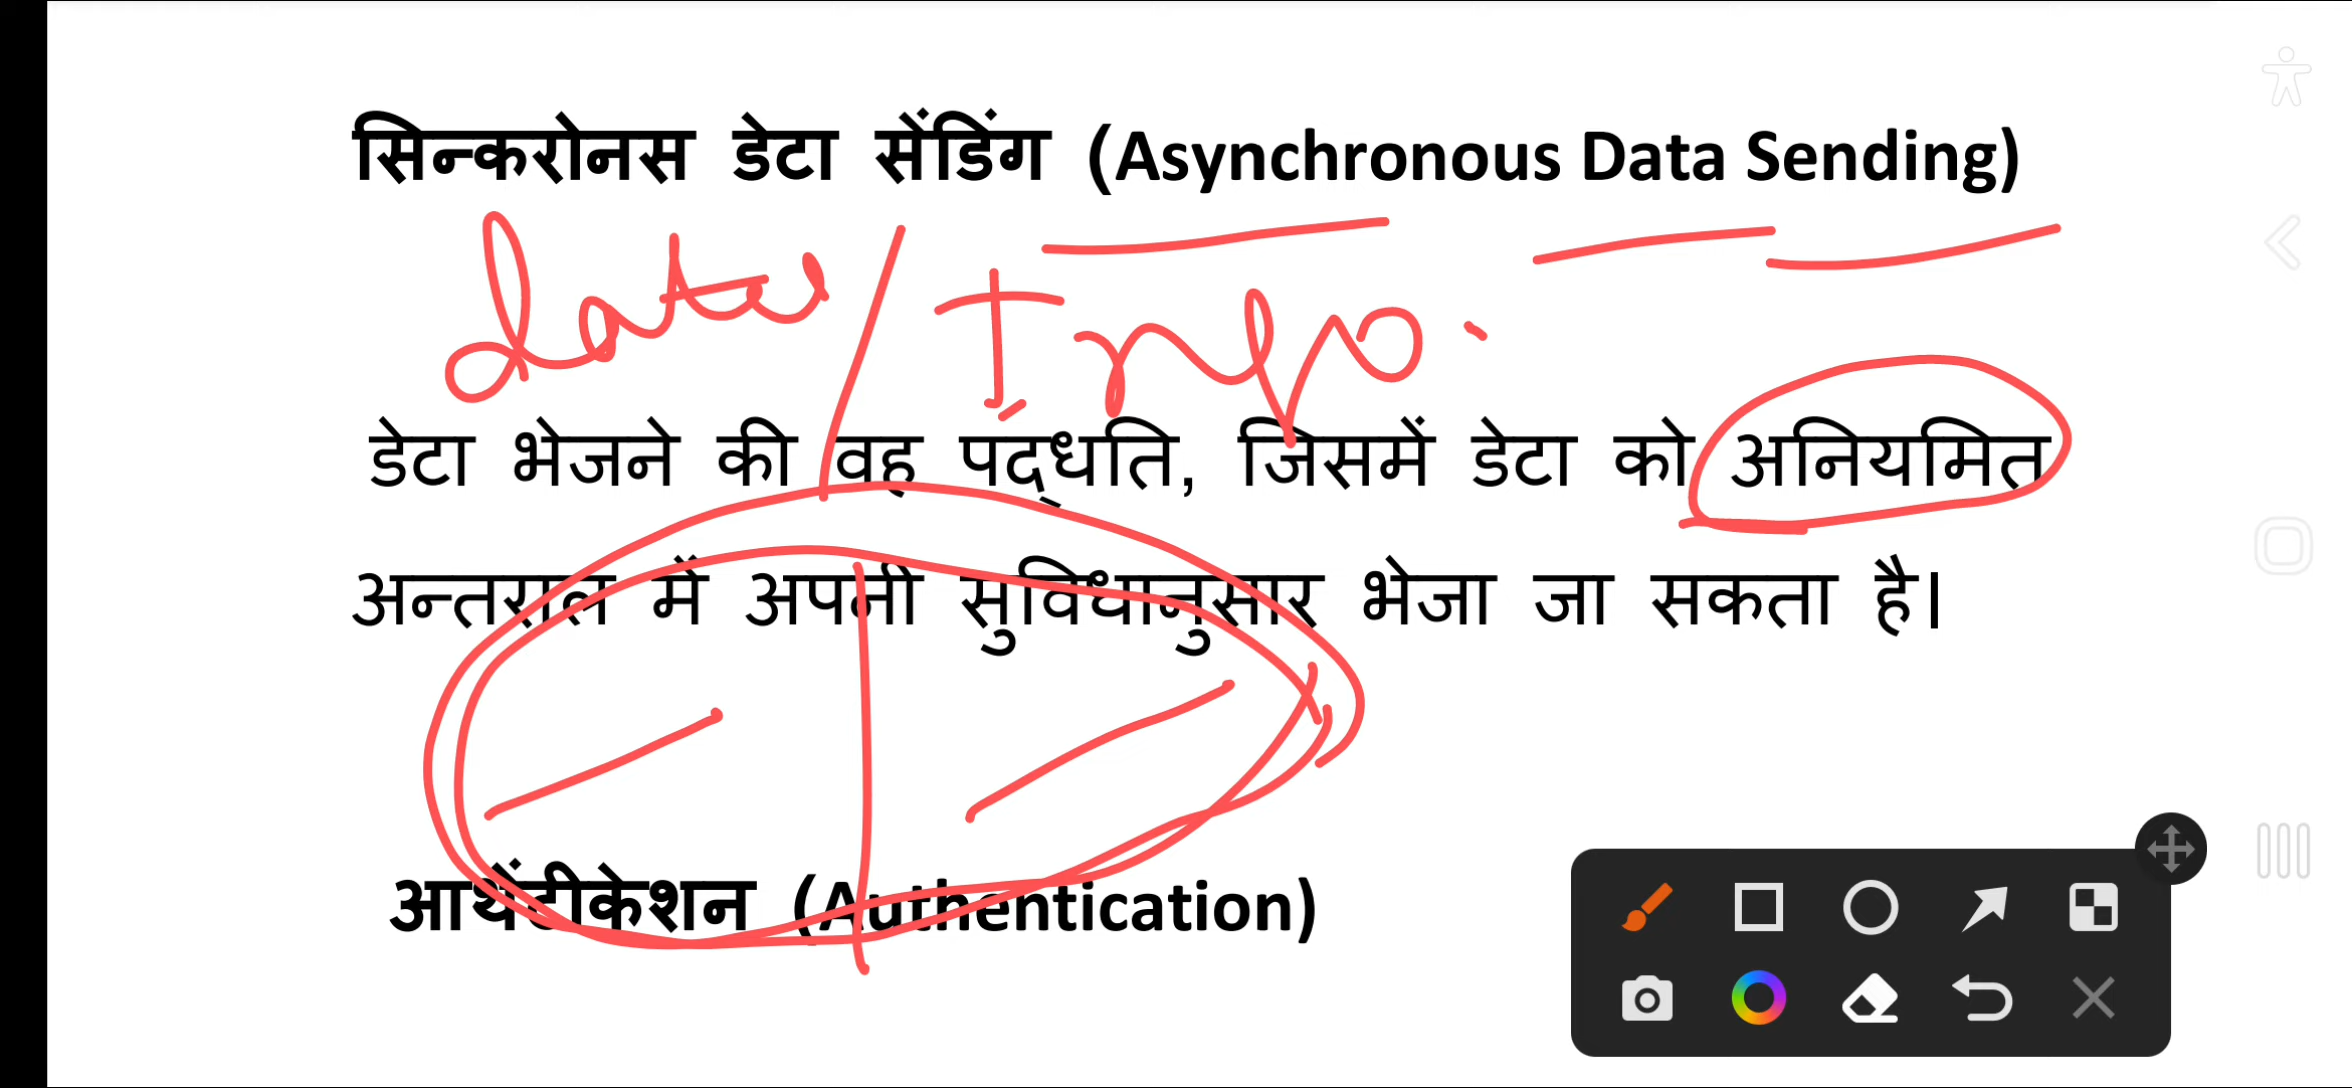 सिन्करोनस डेटा सेंडिंग (Asynchronous Data Sending)
data / Info.
डेटा भेजने की वह पद्धति, जिसमें डेटा को अनियमित
अन्तराल में अपनी सुविधानुसार भेजा जा सकता है।
आथेंटीकेशन (Authentication)